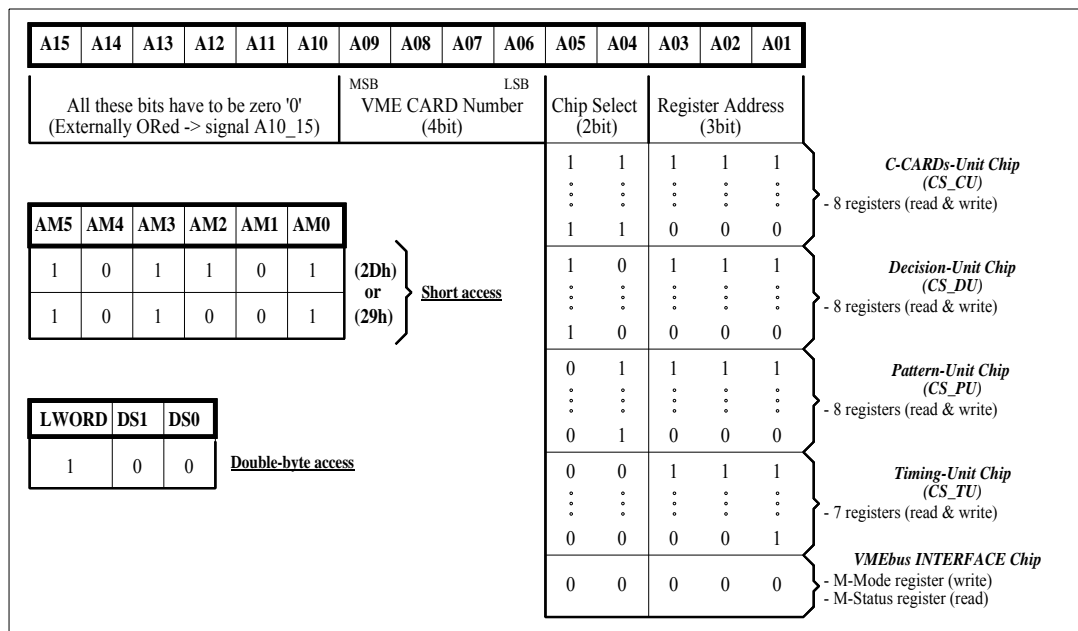 A15 A14 A13 A12 A11 A10 A09 A08 A07 A06 A05 A04 A03 A02 A01
All these bits have to be zero '0'
(Externally ORed -> signal A10_15)
MSB LSB
VME CARD Number
(4bit)
Chip Select
(2bit)
Register Address
(3bit)
1 1 1 1 1
1 1 0 0 0
C-CARDs-Unit Chip
(CS_CU)
- 8 registers (read & write)
AM5 AM4 AM3 AM2 AM1 AM0
1 0 1 1 0 1
1 0 1 0 0 1
(2Dh)
or
(29h)
Short access
1 0 1 1 1
1 0 0 0 0
Decision-Unit Chip
(CS_DU)
- 8 registers (read & write)
0 1 1 1 1
0 1 0 0 0
Pattern-Unit Chip
(CS_PU)
- 8 registers (read & write)
LWORD DS1 DS0
1 0 0
Double-byte access
0 0 1 1 1
0 0 0 0 1
Timing-Unit Chip
(CS_TU)
- 7 registers (read & write)
0 0 0 0 0
VMEbus INTERFACE Chip
- M-Mode register (write)
- M-Status register (read)